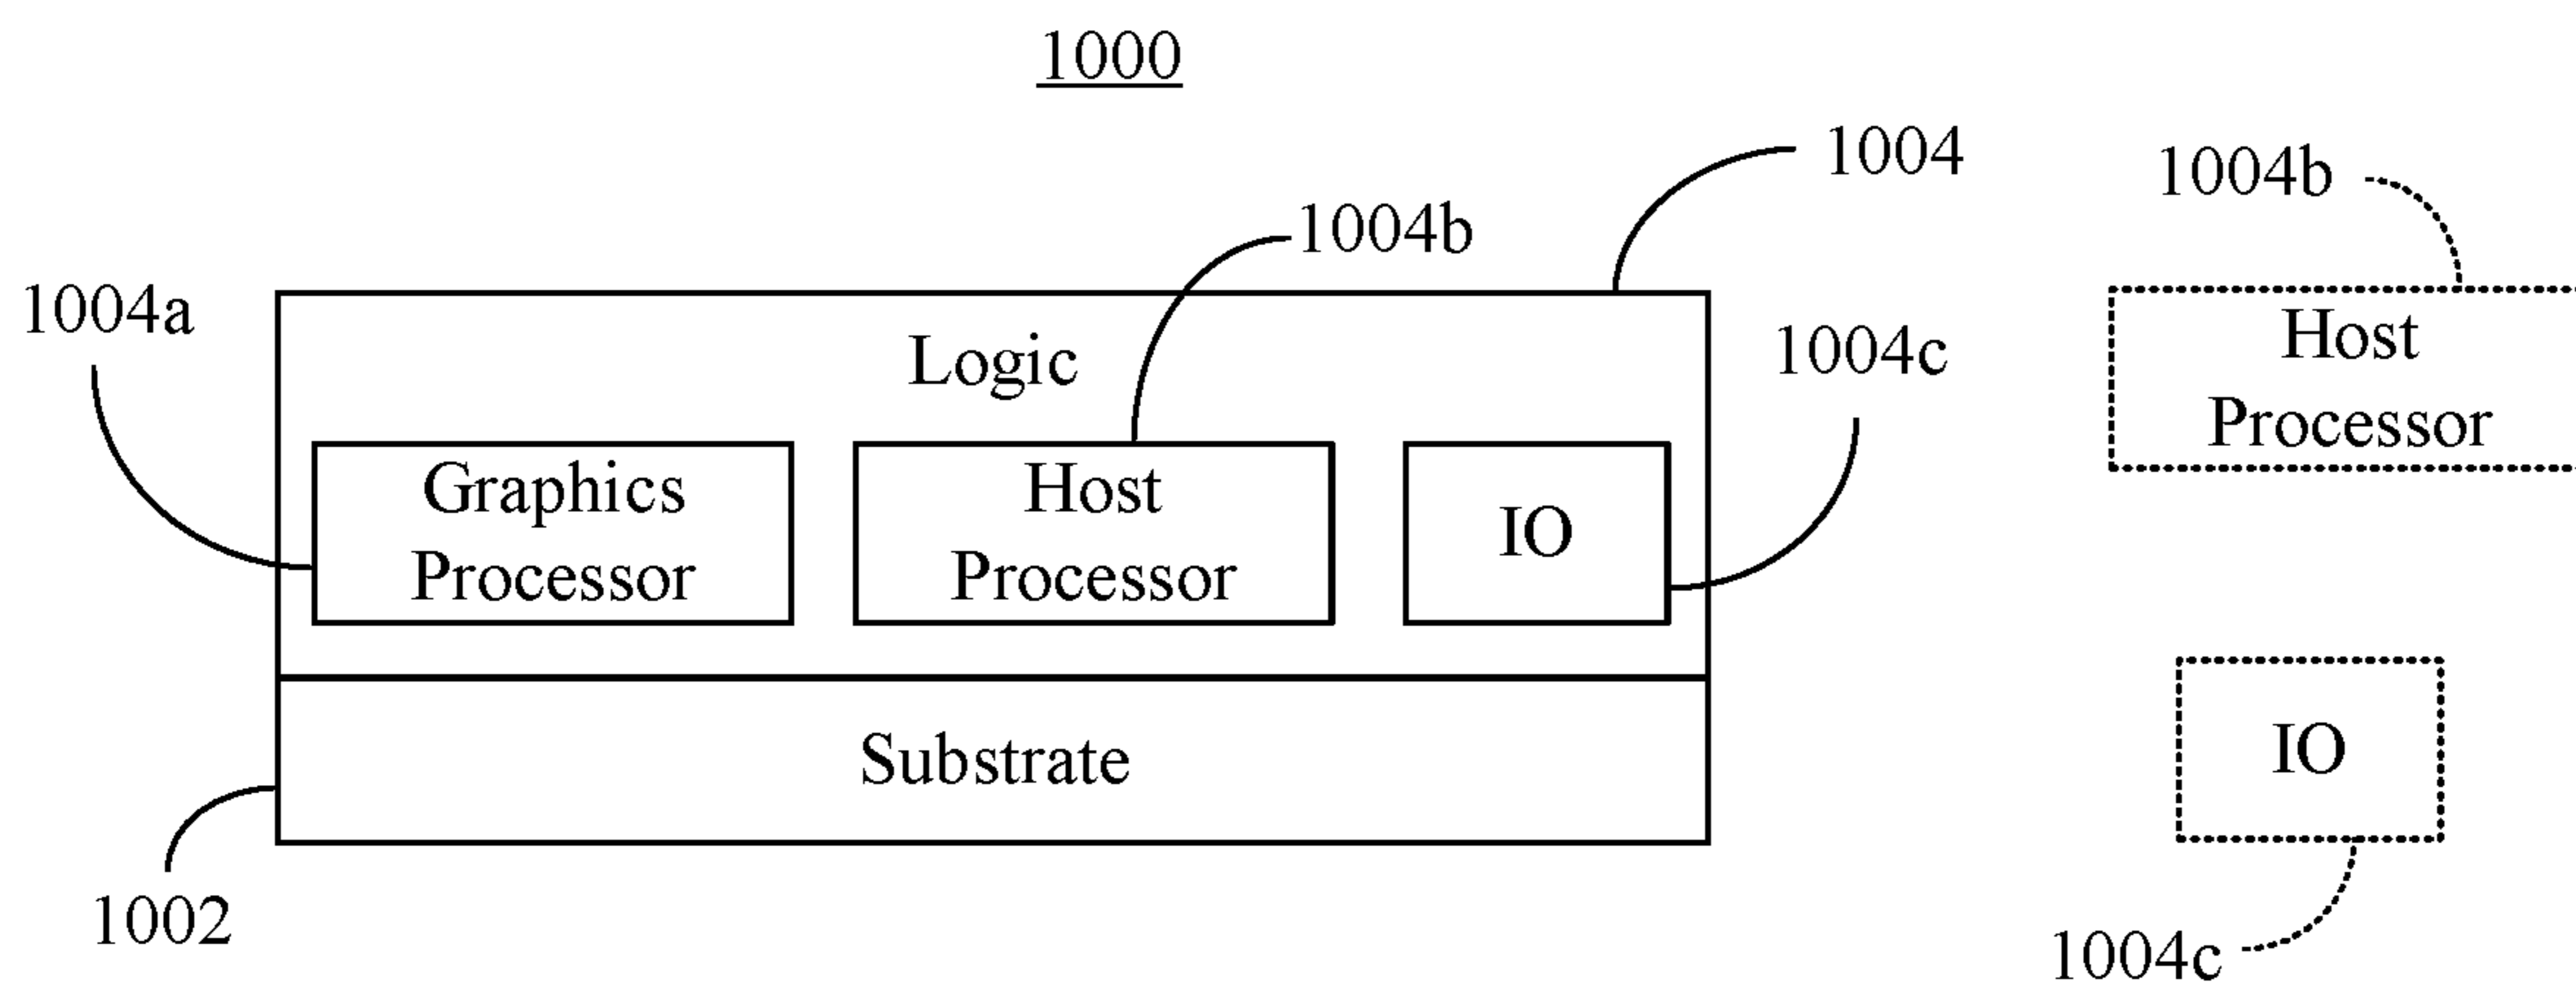 1000
1004
1004b
1004b
1004a
Host
Processor
Logic
1004c
Graphics
Processor
Host
Processor
IO
Substrate
IO
1002
1004c